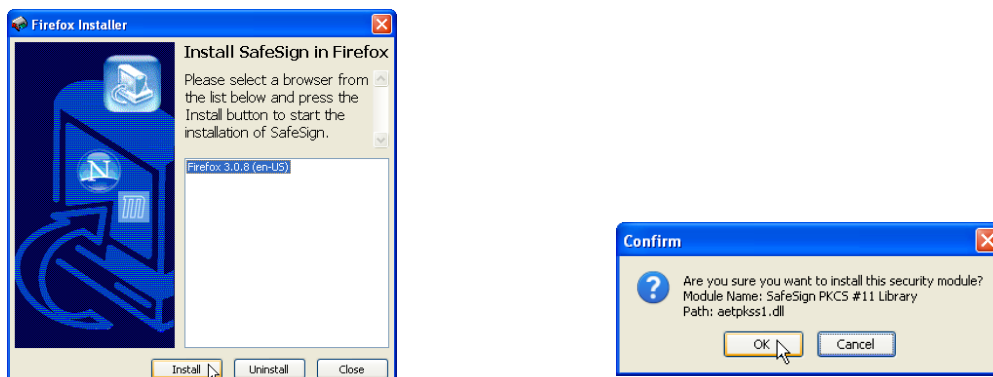 Firefox Installer
Install SafeSign in Firefox
Please select a browser from
the list below and press the
Install button to start the
installation of SafeSign.
Firefox 3.0.8 (en-US)
N
m
Install
Uninstall
Close
Confirm
Are you sure you want to install this security module?
Module Name: SafeSign PKCS #11 Library
Path: aetpkss1.dll
OK
Cancel